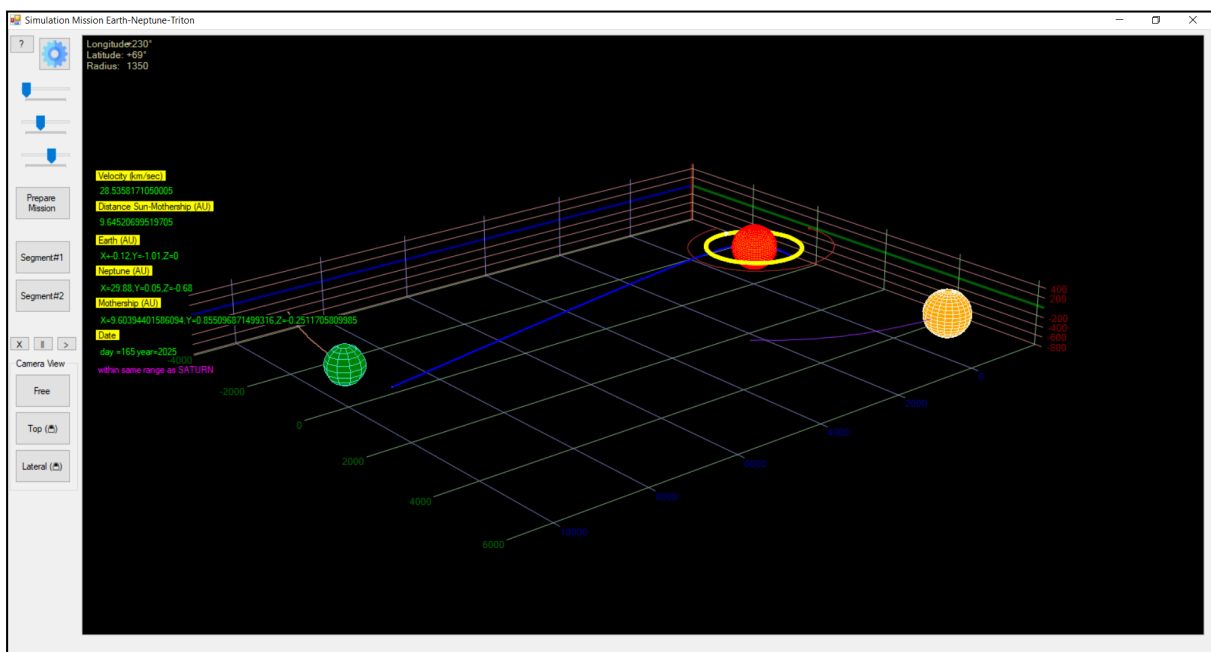 Simulation Mission Earth-Neptune-Triton
?
Longitude-230°
Latitude: +69°
Radius: 1350
Velocity (km/sec)
28.5358171050005
Distance Sun-Mothership (AU)
9.64520699519705
Earth (AU)
X=-0.12,Y=-1.01,Z=0
Neptune (AU)
X=29.88,Y=0.05,Z=-0.68
Mothership (AU)
X=9.60394401586094,Y=0.855096871499316,Z=-0.2511705809985
Date
day =165 year=2025
within same range as SATURN
Prepare
Mission
Segment#1
Segment#2
X || >
Camera View
Free
Top
Lateral
-4000
-2000
0
2000
4000
6000
10000
8000
6000
4000
2000
0
400
200
-200
-400
-600
-800